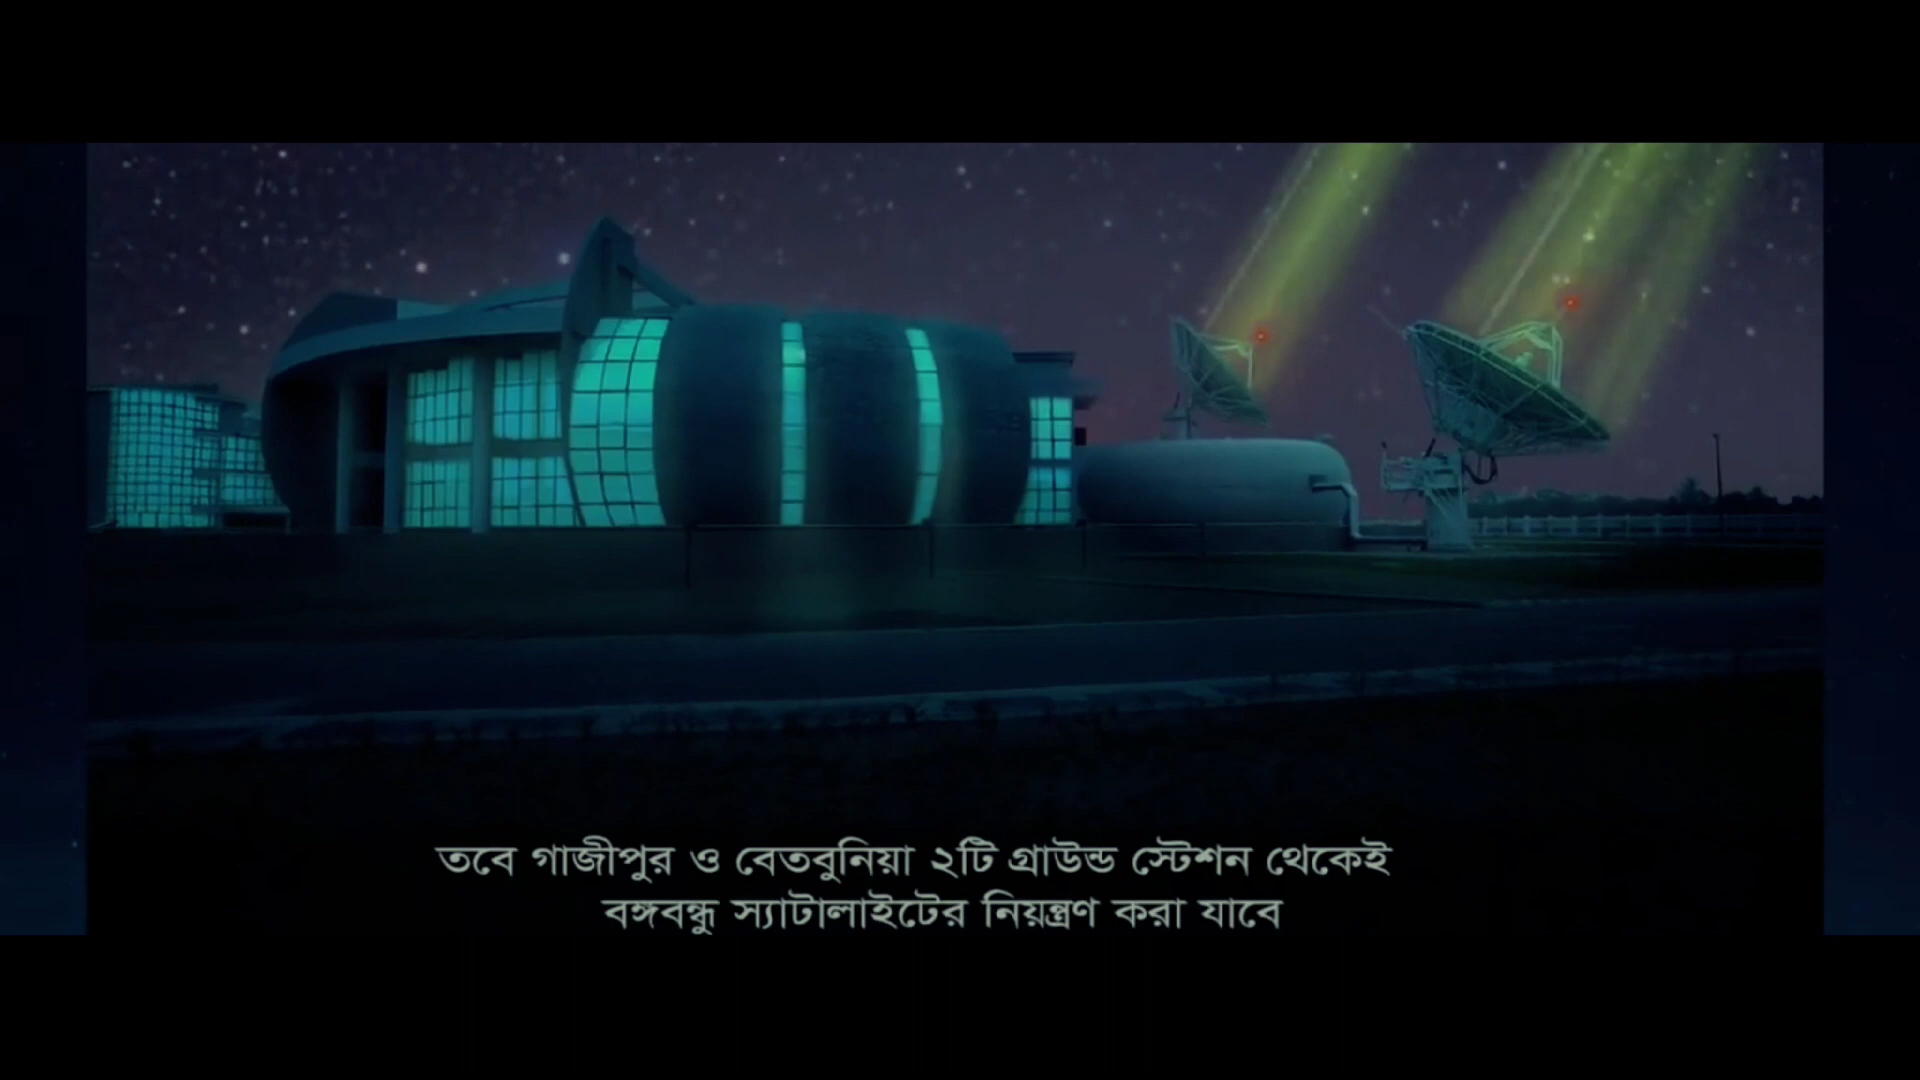 তবে গাজীপুর ও বেতবুনিয়া ২টি গ্রাউন্ড স্টেশন থেকেই
বঙ্গবন্ধু স্যাটালাইটের নিয়ন্ত্রণ করা যাবে